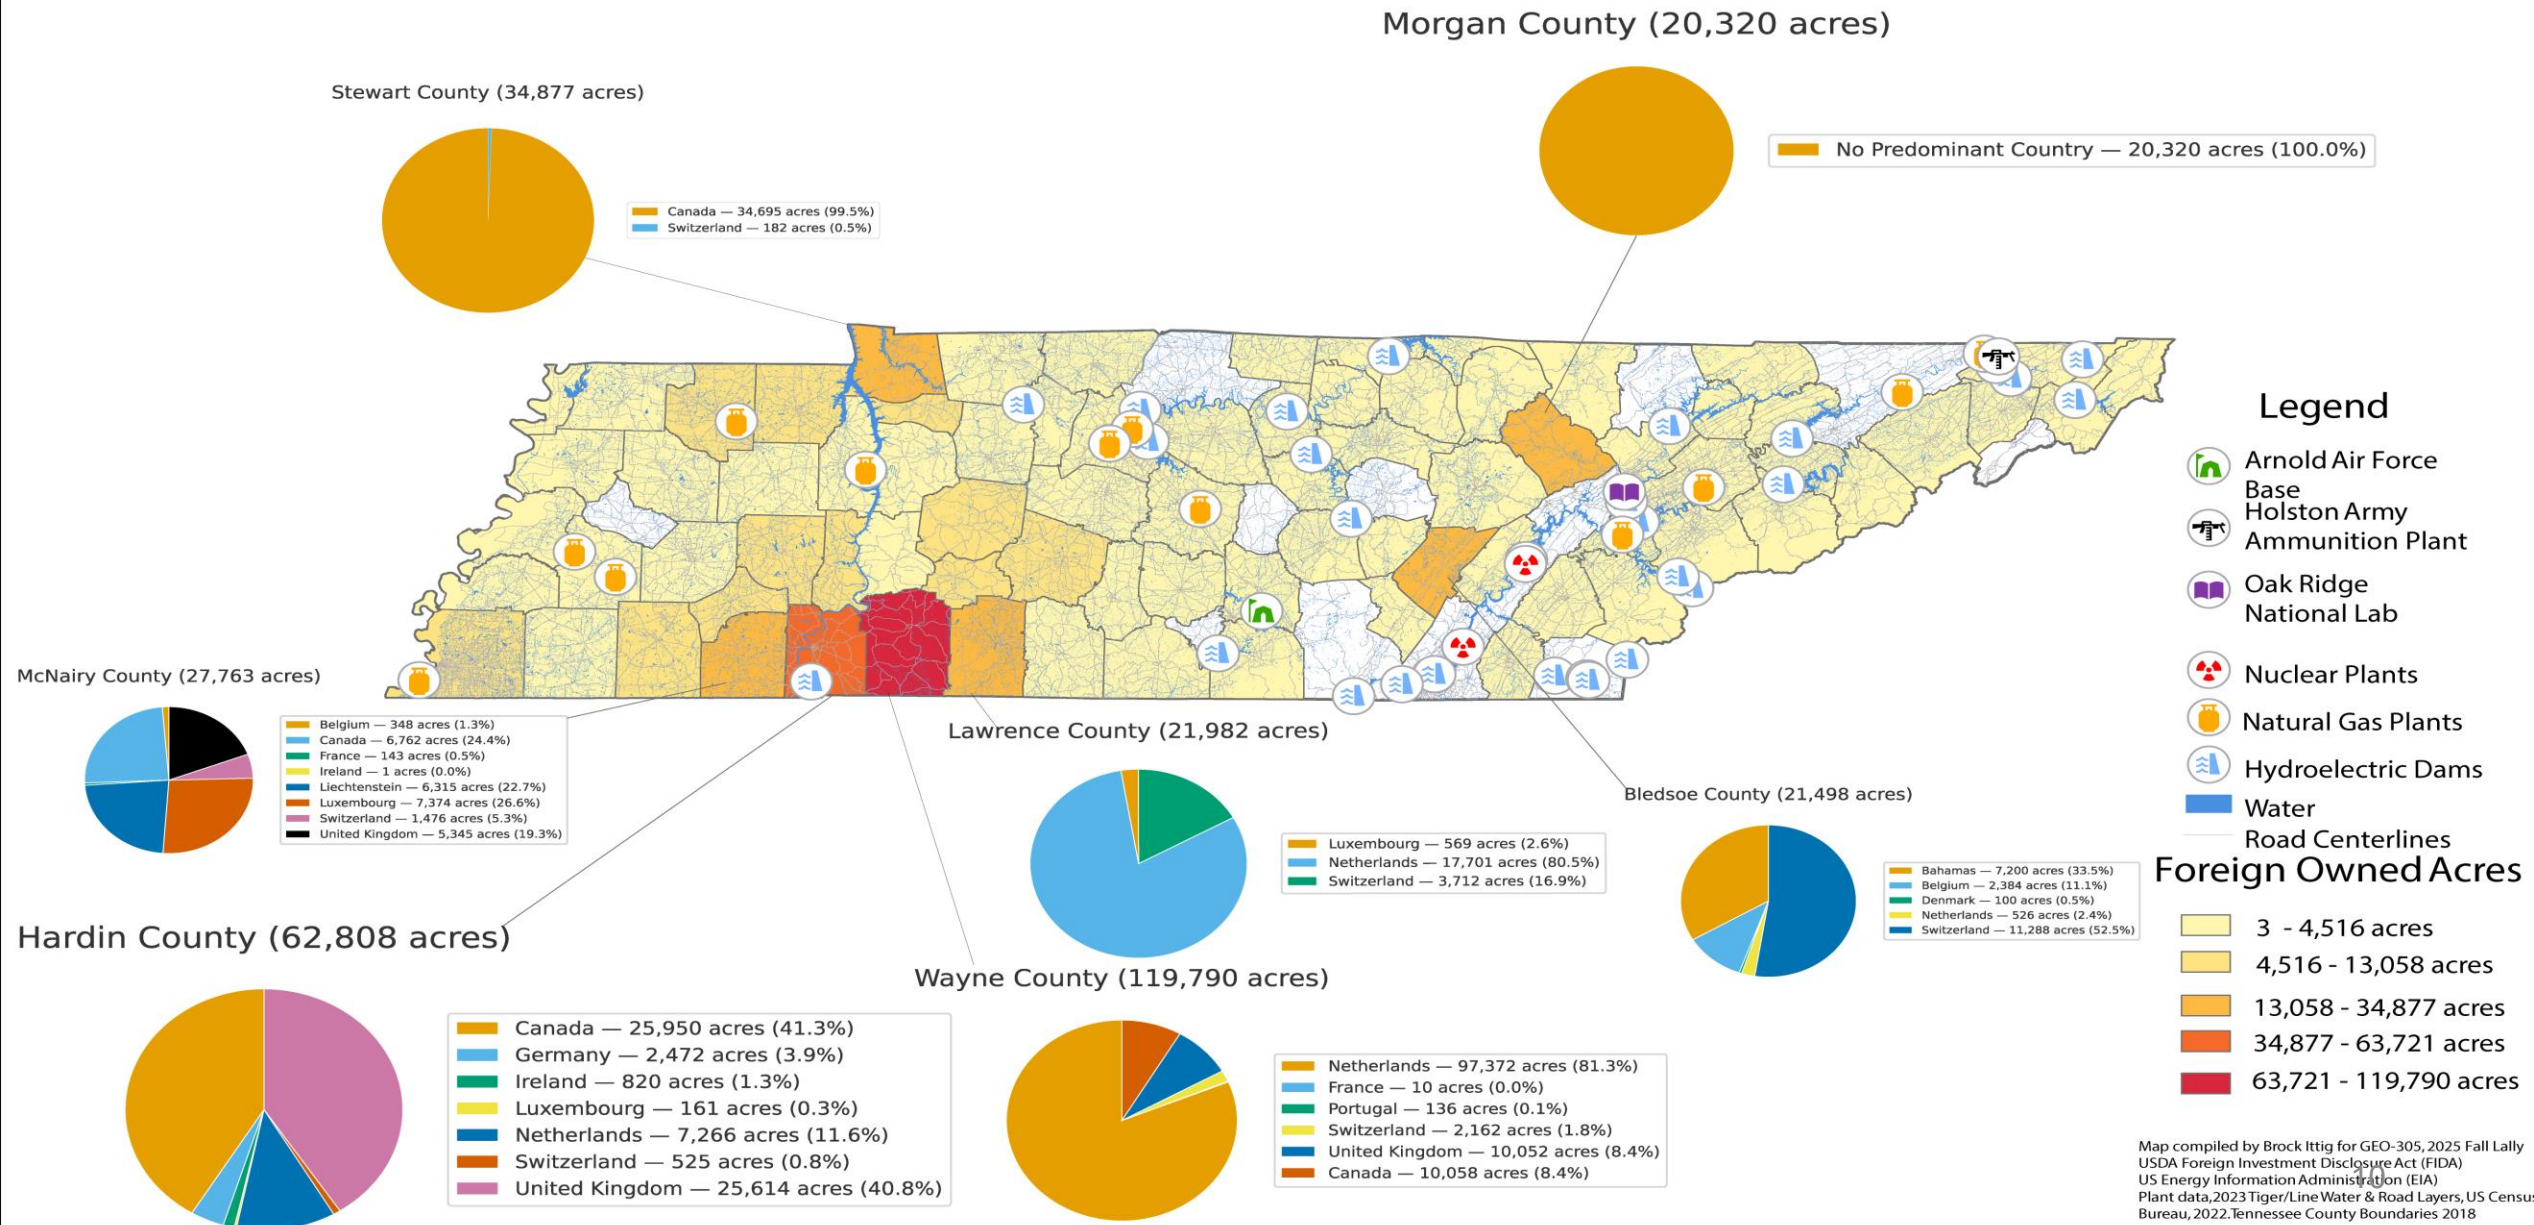 Morgan County (20,320 acres)
No Predominant Country — 20,320 acres (100.0%)
Stewart County (34,877 acres)
Canada — 34,695 acres (99.5%)
Switzerland — 182 acres (0.5%)
McNairy County (27,763 acres)
Belgium — 348 acres (1.3%)
Canada — 6,762 acres (24.4%)
France — 143 acres (0.5%)
Ireland — 1 acres (0.0%)
Liechtenstein — 6,315 acres (22.7%)
Luxembourg — 7,374 acres (26.6%)
Switzerland — 1,476 acres (5.3%)
United Kingdom — 5,345 acres (19.3%)
Lawrence County (21,982 acres)
Luxembourg — 569 acres (2.6%)
Netherlands — 17,701 acres (80.5%)
Switzerland — 3,712 acres (16.9%)
Bledsoe County (21,498 acres)
Bahamas — 7,200 acres (33.5%)
Belgium — 2,384 acres (11.1%)
Denmark — 100 acres (0.5%)
Netherlands — 526 acres (2.4%)
Switzerland — 11,288 acres (52.5%)
Hardin County (62,808 acres)
Canada — 25,950 acres (41.3%)
Germany — 2,472 acres (3.9%)
Ireland — 820 acres (1.3%)
Luxembourg — 161 acres (0.3%)
Netherlands — 7,266 acres (11.6%)
Switzerland — 525 acres (0.8%)
United Kingdom — 25,614 acres (40.8%)
Wayne County (119,790 acres)
Netherlands — 97,372 acres (81.3%)
France — 10 acres (0.0%)
Portugal — 136 acres (0.1%)
Switzerland — 2,162 acres (1.8%)
United Kingdom — 10,052 acres (8.4%)
Canada — 10,058 acres (8.4%)
Legend
Arnold Air Force
Base
Holston Army
Ammunition Plant
Oak Ridge
National Lab
Nuclear Plants
Natural Gas Plants
Hydroelectric Dams
Water
Road Centerlines
Foreign Owned Acres
3 - 4,516 acres
4,516 - 13,058 acres
13,058 - 34,877 acres
34,877 - 63,721 acres
63,721 - 119,790 acres
Map compiled by Brock Ittig for GEO-305, 2025 Fall Lally
USDA Foreign Investment Disclosure Act (FIDA)
US Energy Information Administration (EIA)
Plant data,2023 Tiger/Line Water & Road Layers, US Census
Bureau, 2022.Tennessee County Boundaries 2018
10